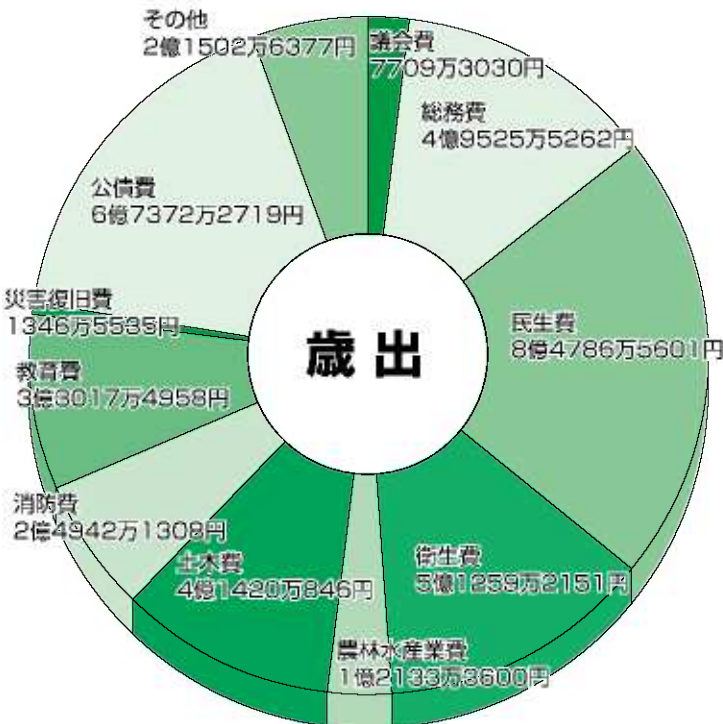 その他
2億1502万6377円
議会費
7709万3030円
総務費
4億9525万5262円
公債費
6億7372万2719円
災害復旧費
1346万5535円
民生費
8億4786万5601円
歳出
教育費
3億3017万4958円
消防費
2億4942万1308円
土木費
4億1420万846円
衛生費
5億1259万2151円
農林水産業費
1億2133万3600円